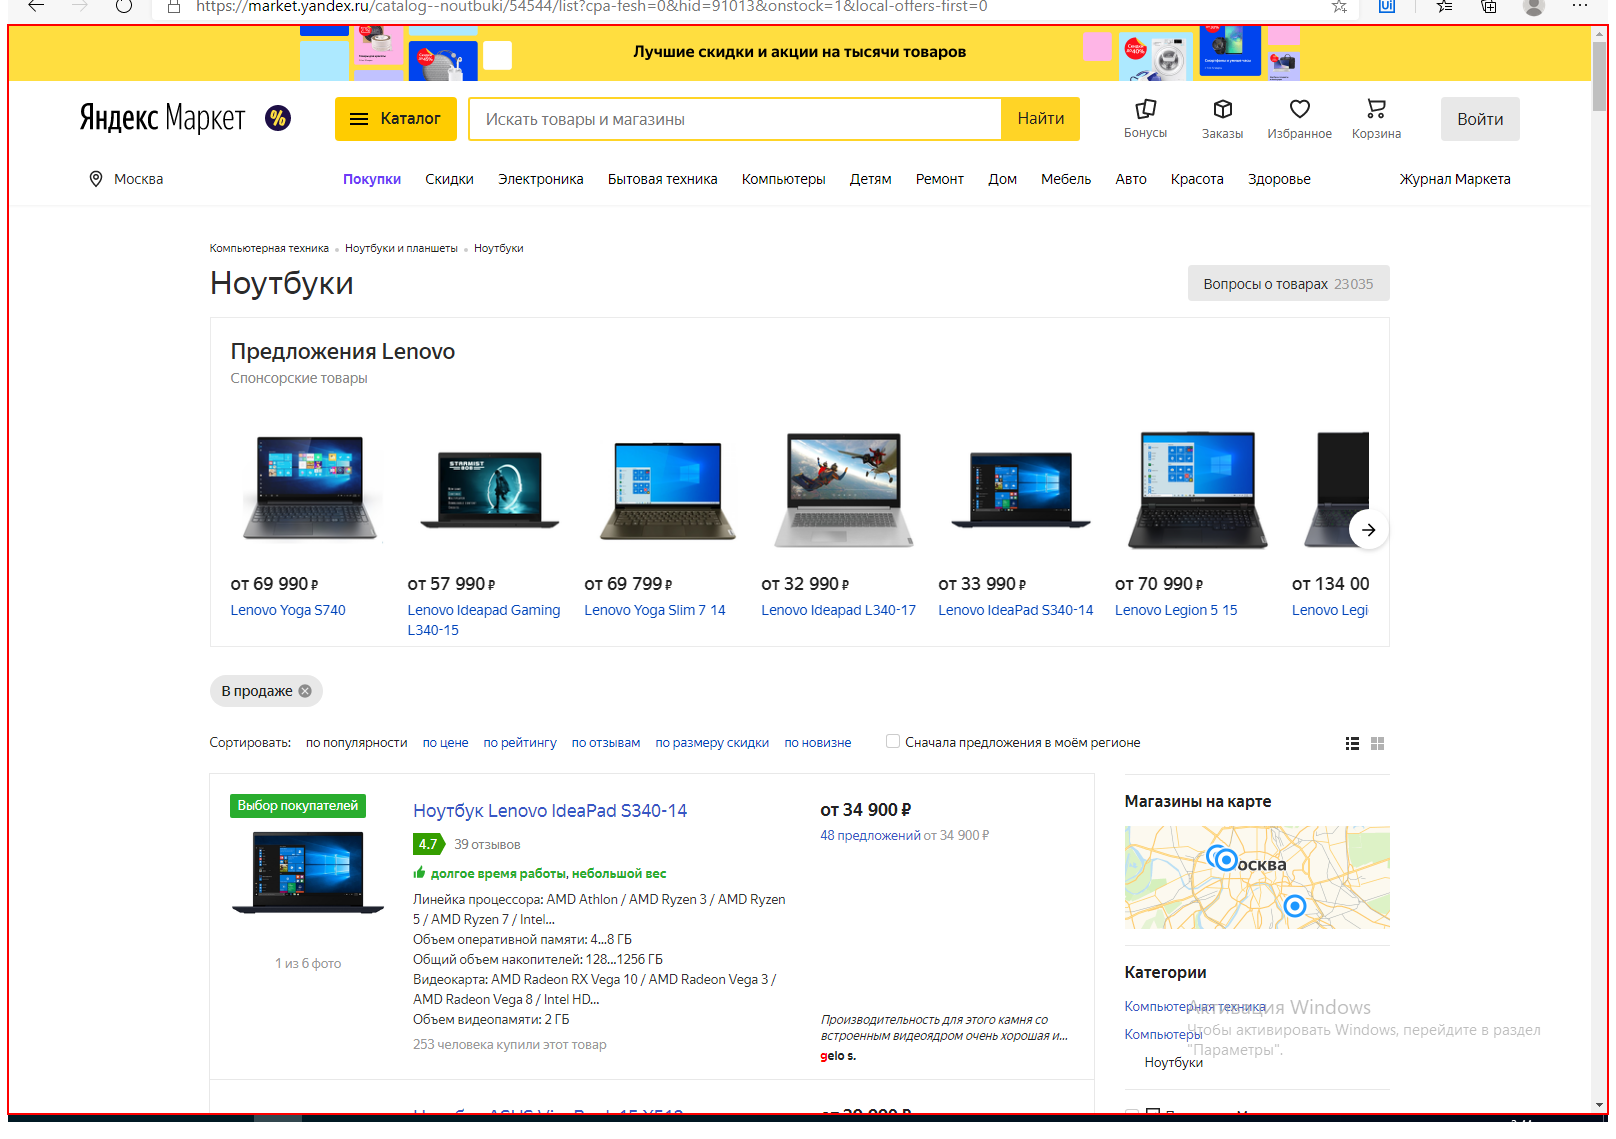 https://market.yandex.ru/catalog--noutbuki/54544/list?cpa-fesh=0&hid=91013&onstock=1&local-offers-first=0
Лучшие скидки и акции на тысячи товаров
Яндекс Маркет %
Каталог
Искать товары и магазины
Найти
Бонусы
Заказы
Избранное
Корзина
Войти
Москва
Покупки Скидки Электроника Бытовая техника Компьютеры Детям Ремонт Дом Мебель Авто Красота Здоровье Журнал Маркета
Компьютерная техника Ноутбуки и планшеты Ноутбуки
Ноутбуки
Вопросы о товарах 23035
Предложения Lenovo
Спонсорские товары
от 69 990 ₽
Lenovo Yoga S740
от 57 990 ₽
Lenovo Ideapad Gaming
L340-15
от 69 799 ₽
Lenovo Yoga Slim 7 14
от 32 990 ₽
Lenovo Ideapad L340-17
от 33 990 ₽
Lenovo IdeaPad S340-14
от 70 990 ₽
Lenovo Legion 5 15
от 134 00
Lenovo Legi
В продаже
Сортировать: по популярности по цене по рейтингу по отзывам по размеру скидки по новизне Сначала предложения в моём регионе
Выбор покупателей
1 из 6 фото
Ноутбук Lenovo IdeaPad S340-14
4.7 39 отзывов
долгое время работы, небольшой вес
Линейка процессора: AMD Athlon / AMD Ryzen 3 / AMD Ryzen
5 / AMD Ryzen 7 / Intel...
Объем оперативной памяти: 4...8 ГБ
Общий объем накопителей: 128...1256 ГБ
Видеокарта: AMD Radeon RX Vega 10 / AMD Radeon Vega 3 /
AMD Radeon Vega 8 / Intel HD...
Объем видеопамяти: 2 ГБ
253 человека купили этот товар
от 34 900 ₽
48 предложений от 34 900 ₽
Производительность для этого камня со
встроенным видеоядром очень хорошая и...
gelo s.
Магазины на карте
осква
Категории
Компьютерная техника
Компьютеры
Ноутбуки
Активация Windows
Чтобы активировать Windows, перейдите в раздел
"Параметры".